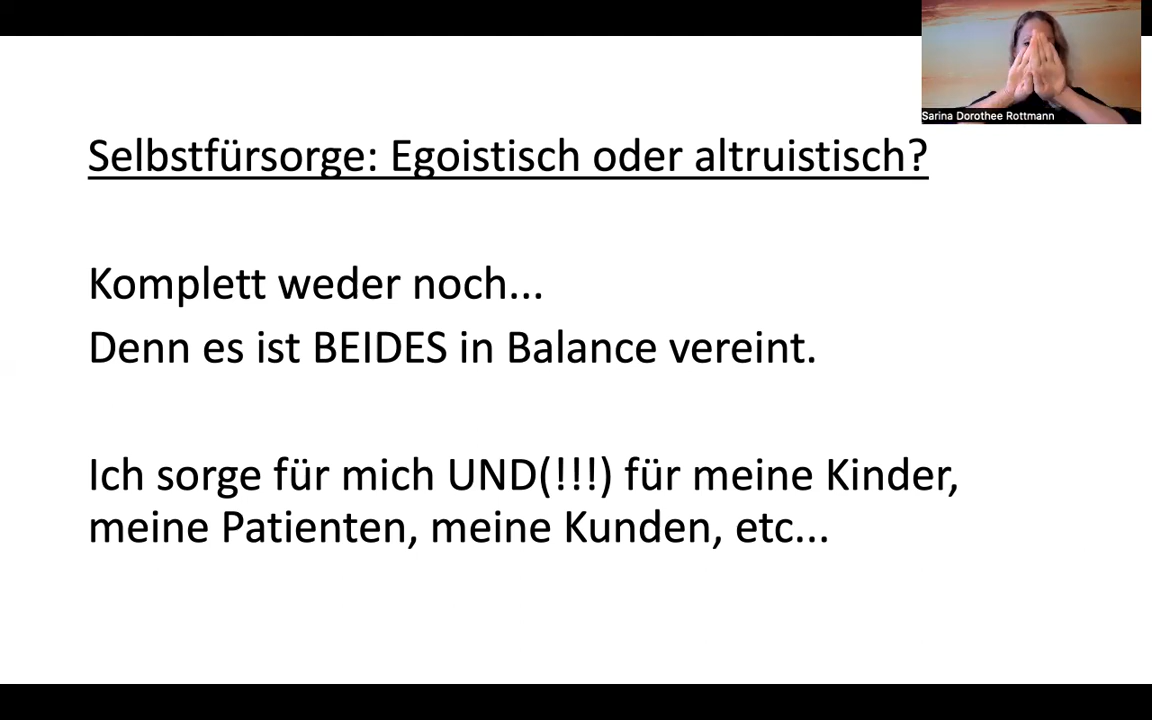 Sarina Dorothee Rottmann
Selbstfürsorge: Egoistisch oder altruistisch?
Komplett weder noch...
Denn es ist BEIDES in Balance vereint.
Ich sorge für mich UND(!!!) für meine Kinder,
meine Patienten, meine Kunden, etc...